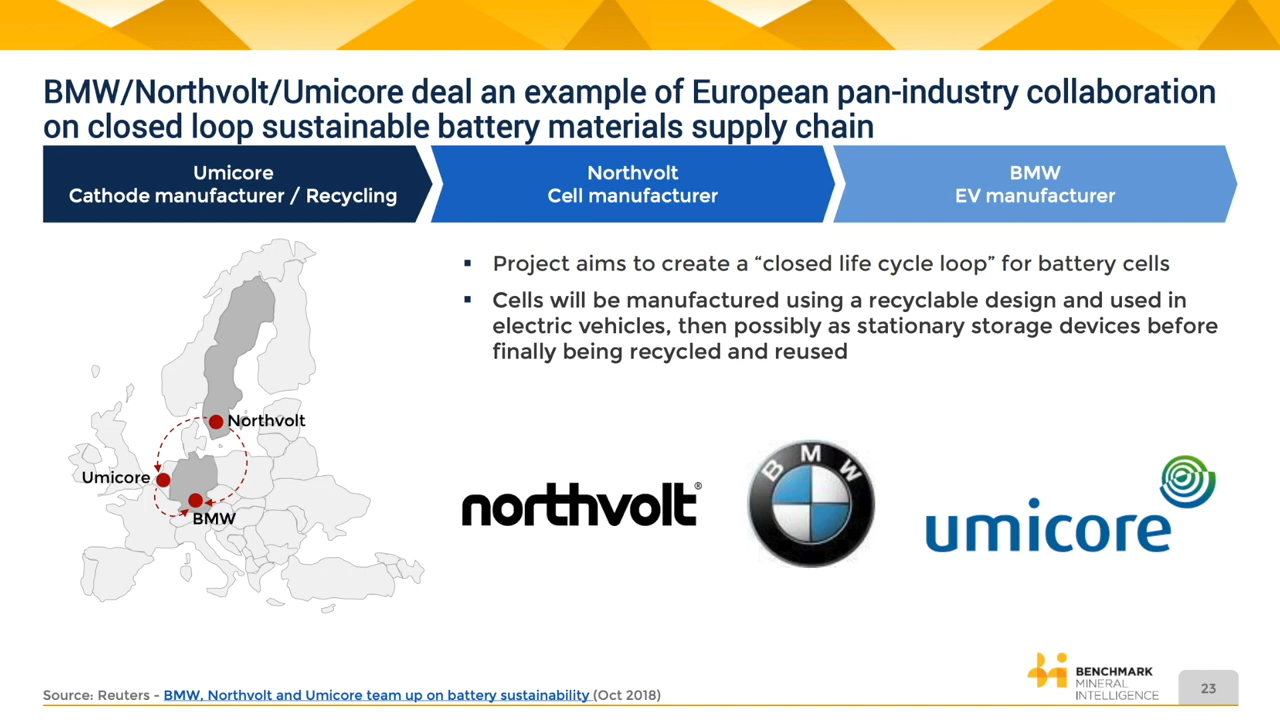 BMW/Northvolt/Umicore deal an example of European pan-industry collaboration
on closed loop sustainable battery materials supply chain
Umicore
Cathode manufacturer / Recycling
Northvolt
Cell manufacturer
BMW
EV manufacturer
▪ Project aims to create a “closed life cycle loop” for battery cells
▪ Cells will be manufactured using a recyclable design and used in
electric vehicles, then possibly as stationary storage devices before
finally being recycled and reused
Northvolt
Umicore
BMW
northvolt®
BMW
umicore
BENCHMARK
MINERAL
INTELLIGENCE
Source: Reuters - BMW, Northvolt and Umicore team up on battery sustainability (Oct 2018)
23